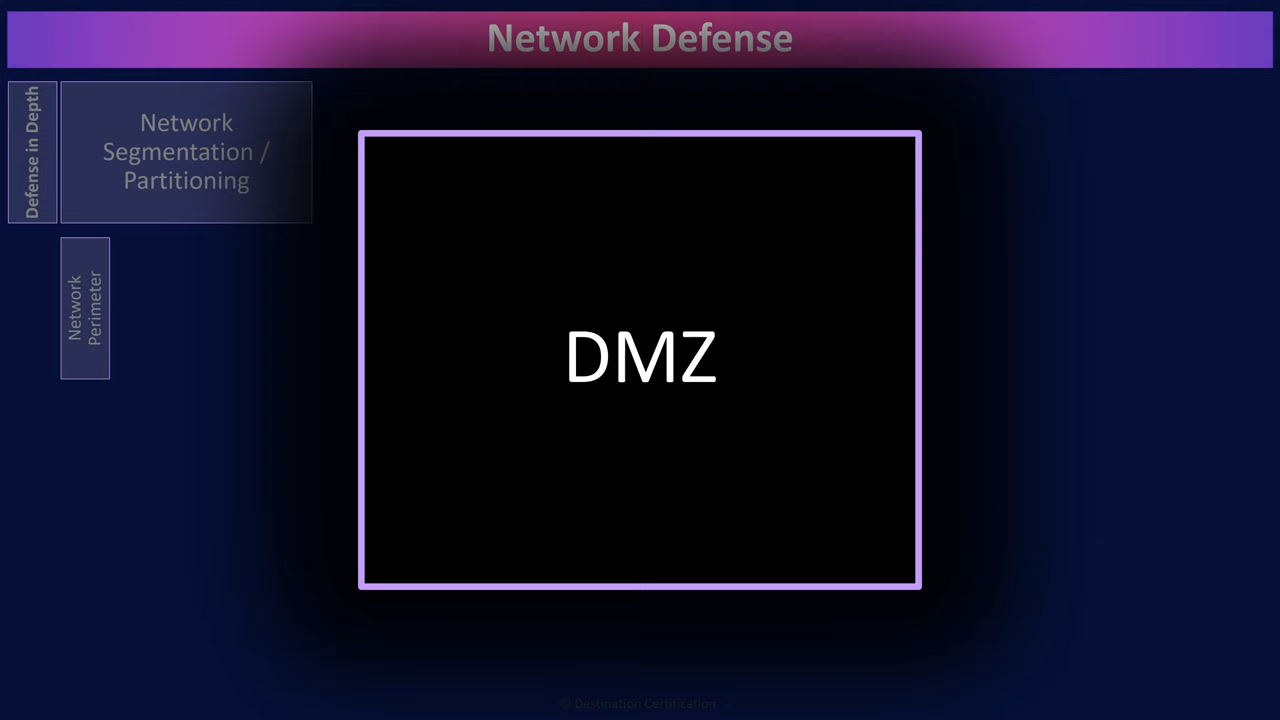 Network Defense
Defense in Depth
Network
Segmentation /
Partitioning
Network
Perimeter
DMZ
© Destination Certification